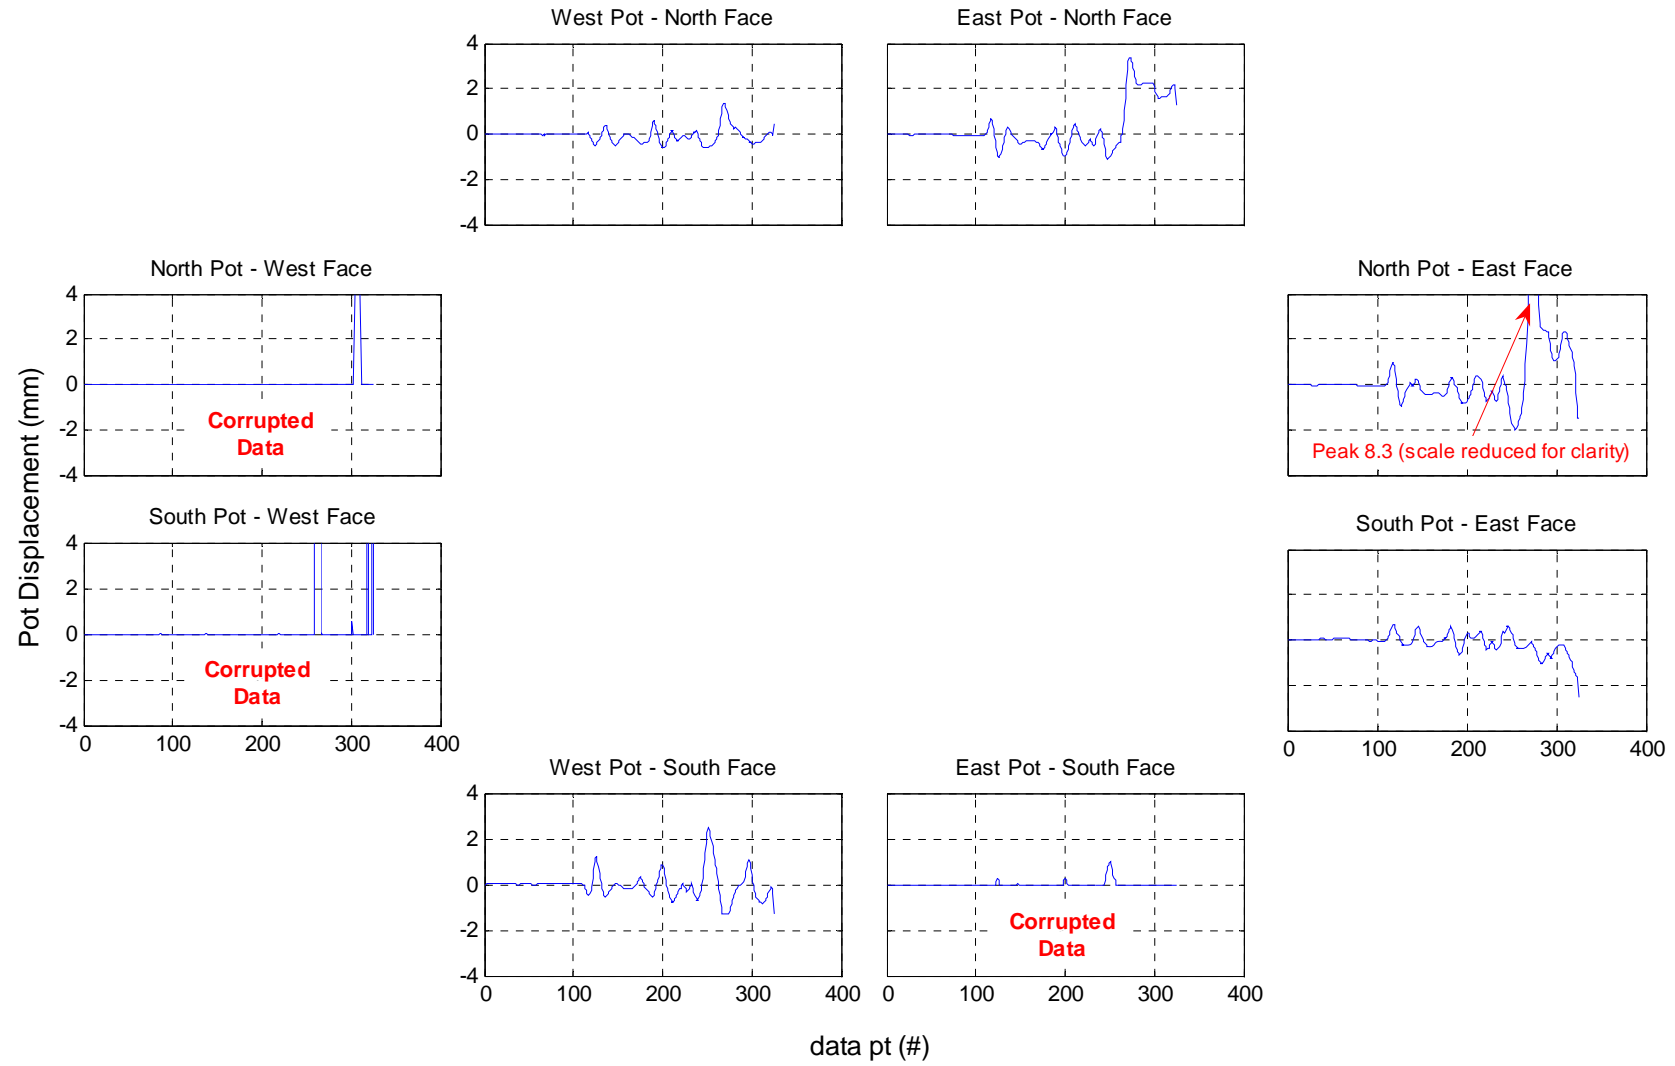 West Pot - North Face
East Pot - North Face
4
2
0
-2
-4
North Pot - West Face
North Pot - East Face
4
2
0
-2
-4
Corrupted
Data
Peak 8.3 (scale reduced for clarity)
Pot Displacement (mm)
South Pot - West Face
South Pot - East Face
4
2
0
-2
-4
Corrupted
Data
0 100 200 300 400
0 100 200 300 400
West Pot - South Face
East Pot - South Face
4
2
0
-2
-4
Corrupted
Data
0 100 200 300 400
0 100 200 300 400
data pt (#)